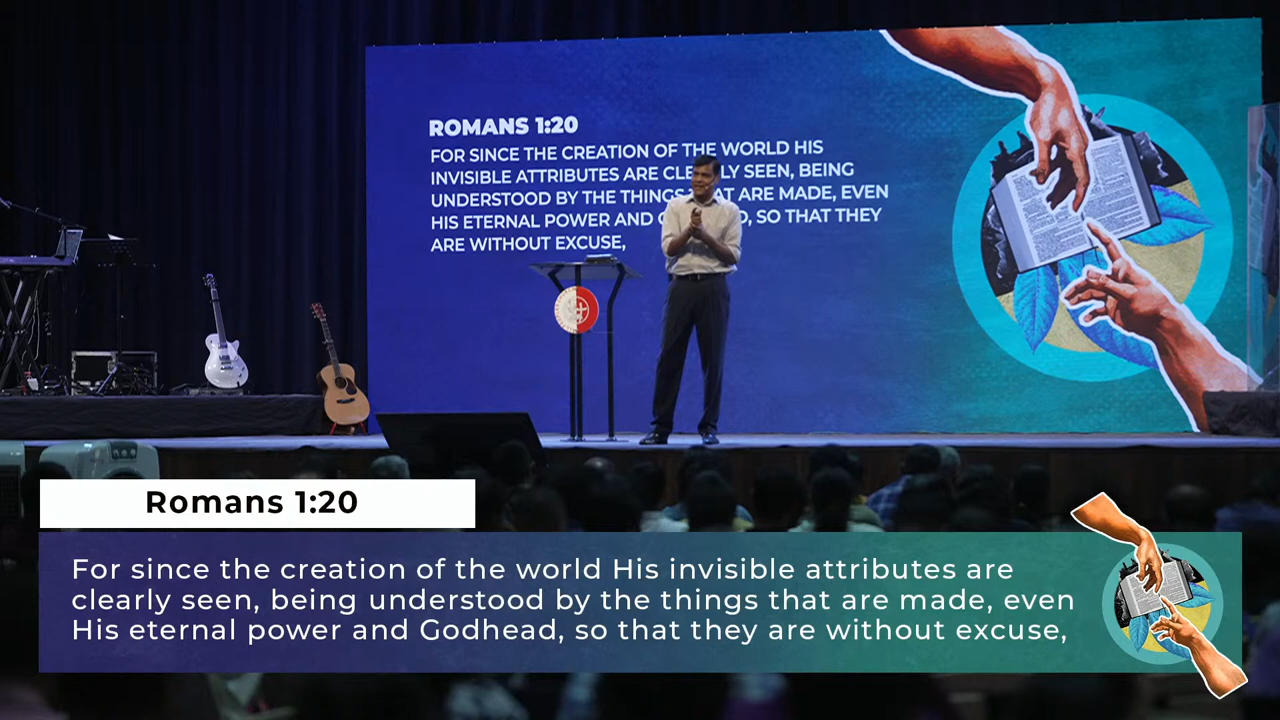 ROMANS 1:20
FOR SINCE THE CREATION OF THE WORLD HIS
INVISIBLE ATTRIBUTES ARE LY SEEN, BEING
UNDERSTOOD BY THE THINGS ARE MADE, EVEN
HIS ETERNAL POWER AND SO THAT THEY
ARE WITHOUT EXCUSE,
Romans 1:20
For since the creation of the world His invisible attributes are
clearly seen, being understood by the things that are made, even
His eternal power and Godhead, so that they are without excuse,